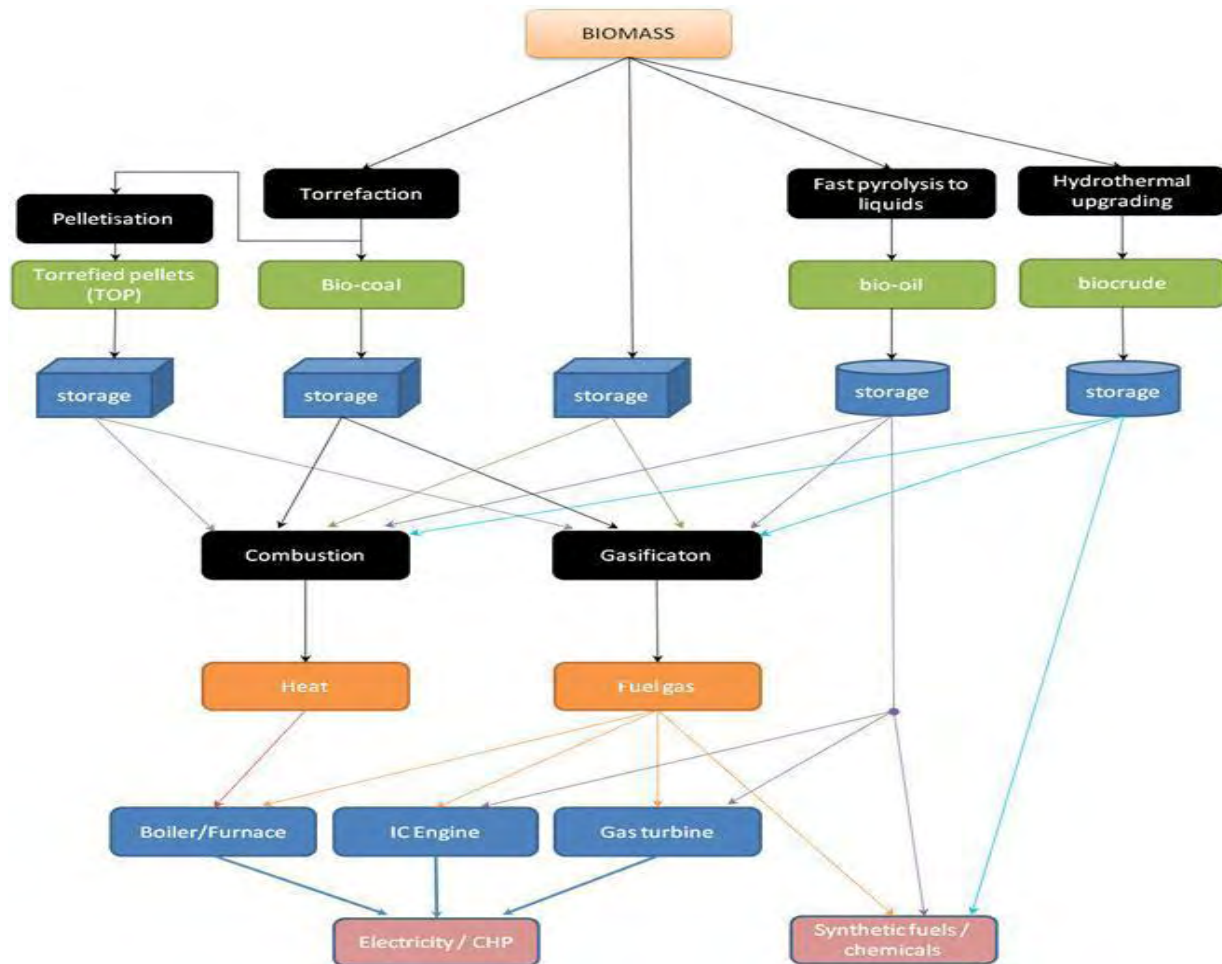 BIOMASS
Torrefaction
Fast pyrolysis to
liquids
Hydrothermal
upgrading
Pelletisation
Torrefied pellets
(TOP)
Bio-coal
bio-oil
biocrude
storage
storage
storage
storage
storage
Combustion
Gasificaton
Heat
Fuel gas
Boiler/Furnace
IC Engine
Gas turbine
Electricity / CHP
Synthetic fuels /
chemicals